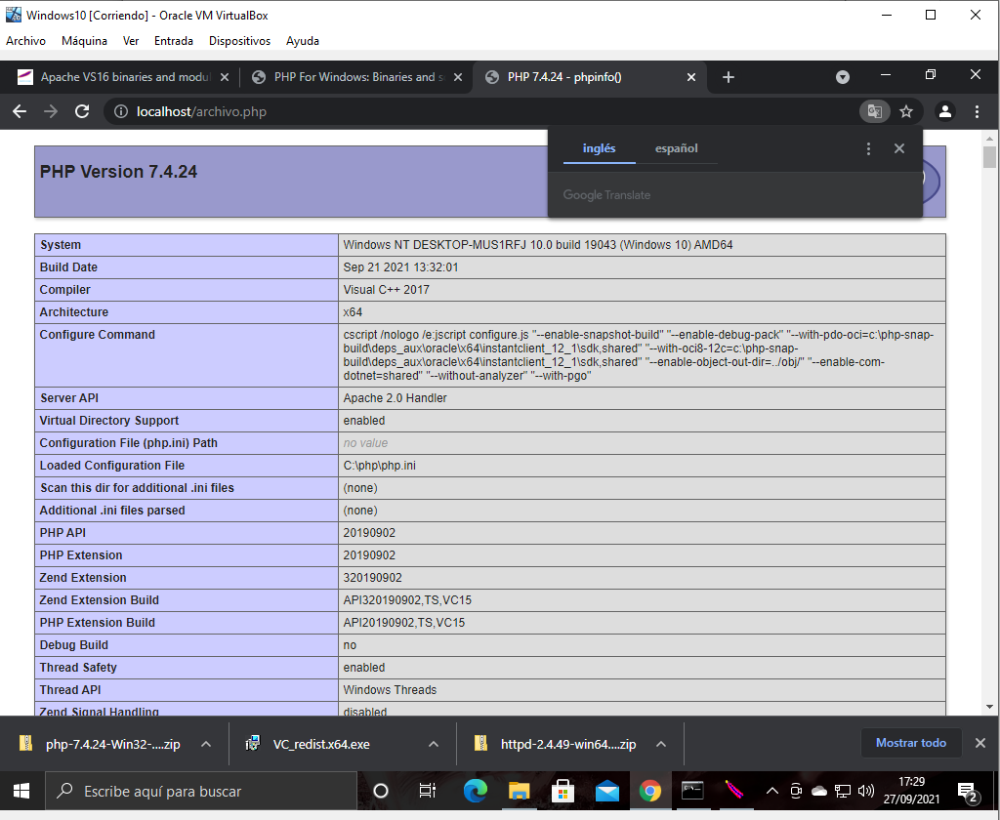 Windows10 [Corriendo] - Oracle VM VirtualBox
Archivo Máquina Ver Entrada Dispositivos Ayuda
Apache VS16 binaries and modul PHP For Windows: Binaries and s PHP 7.4.24 - phpinfo()
localhost/archivo.php
inglés español
Google Translate
PHP Version 7.4.24
System Windows NT DESKTOP-MUS1RFJ 10.0 build 19043 (Windows 10) AMD64
Build Date Sep 21 2021 13:32:01
Compiler Visual C++ 2017
Architecture x64
Configure Command cscript /nologo /e:jscript configure.js "--enable-snapshot-build" "--enable-debug-pack" "--with-pdo-oci=c:\php-snap-
build\deps_aux\oracle\x64\instantclient_12_1\sdk,shared" "--with-oci8-12c=c:\php-snap-
build\deps_aux\oracle\x64\instantclient_12_1\sdk,shared" "--enable-object-out-dir=../obj/" "--enable-com-
dotnet=shared" "--without-analyzer" "--with-pgo"
Server API Apache 2.0 Handler
Virtual Directory Support enabled
Configuration File (php.ini) Path no value
Loaded Configuration File C:\php\php.ini
Scan this dir for additional .ini files (none)
Additional .ini files parsed (none)
PHP API 20190902
PHP Extension 20190902
Zend Extension 320190902
Zend Extension Build API320190902,TS,VC15
PHP Extension Build API20190902,TS,VC15
Debug Build no
Thread Safety enabled
Thread API Windows Threads
Zend Signal Handling disabled
php-7.4.24-Win32-....zip VC_redist.x64.exe httpd-2.4.49-win64....zip Mostrar todo
Escribe aquí para buscar
17:29
27/09/2021
2